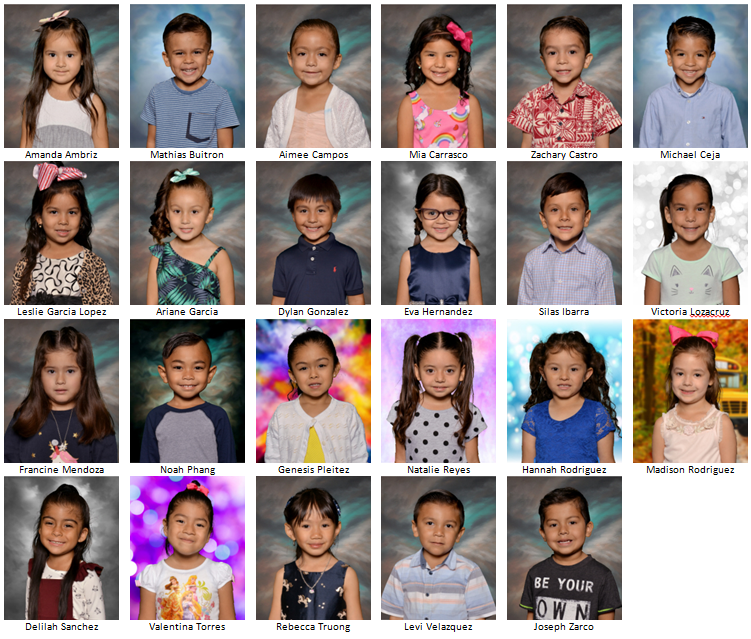 Amanda Ambriz
Mathias Buitron
Aimee Campos
Mia Carrasco
Zachary Castro
Michael Ceja
Leslie Garcia Lopez
Ariane Garcia
Dylan Gonzalez
Eva Hernandez
Silas Ibarra
Victoria Lozacruz
Francine Mendoza
Noah Phang
Genesis Pleitez
Natalie Reyes
Hannah Rodriguez
Madison Rodriguez
BE YOUR
OWN
Delilah Sanchez
Valentina Torres
Rebecca Truong
Levi Velazquez
Joseph Zarco